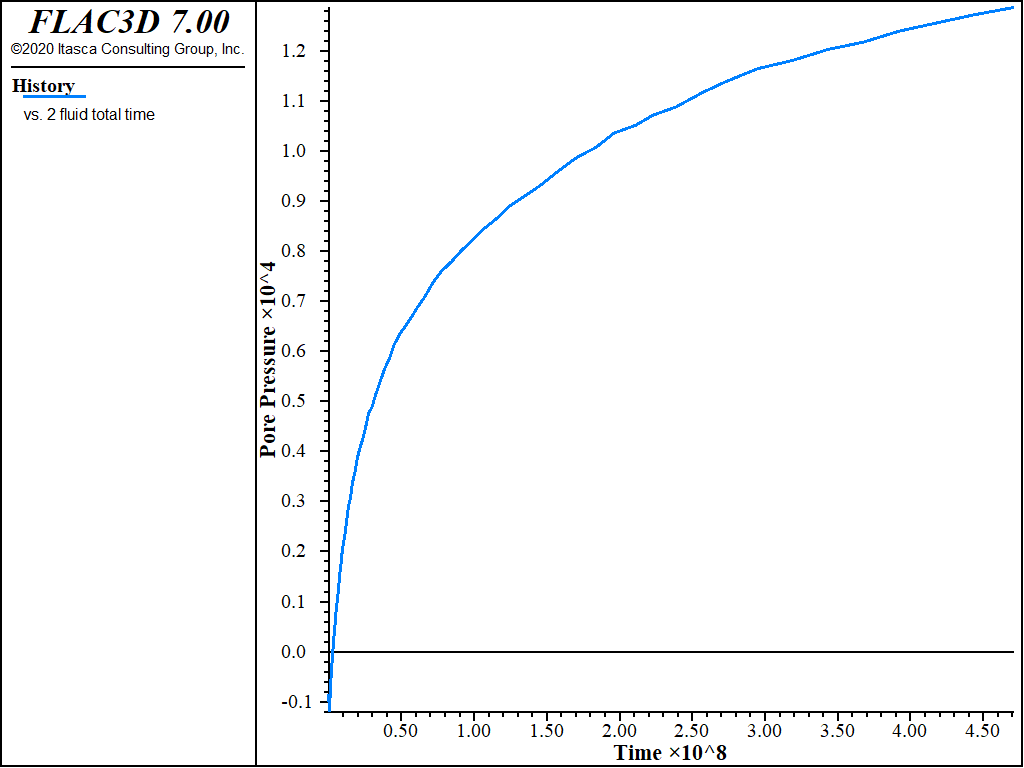 FLAC3D 7.00
©2020 Itasca Consulting Group, Inc.
History
vs. 2 fluid total time
1.2
1.1
1.0
0.9
0.8
0.7
0.6
0.5
0.4
0.3
0.2
0.1
0.0
-0.1
Pore Pressure ×10^4
0.50 1.00 1.50 2.00 2.50 3.00 3.50 4.00 4.50
Time ×10^8